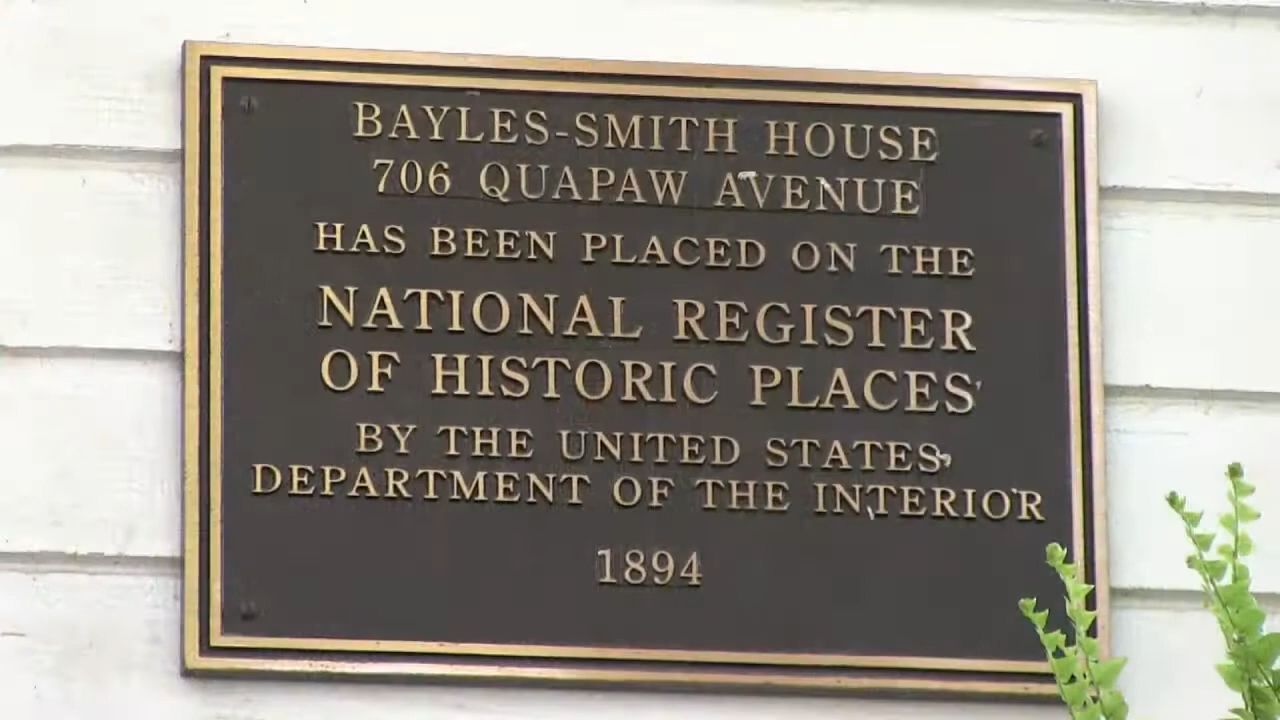 BAYLES-SMITH HOUSE
706 QUAPAW AVENUE
HAS BEEN PLACED ON THE
NATIONAL REGISTER
OF HISTORIC PLACES
BY THE UNITED STATES
DEPARTMENT OF THE INTERIOR
1894